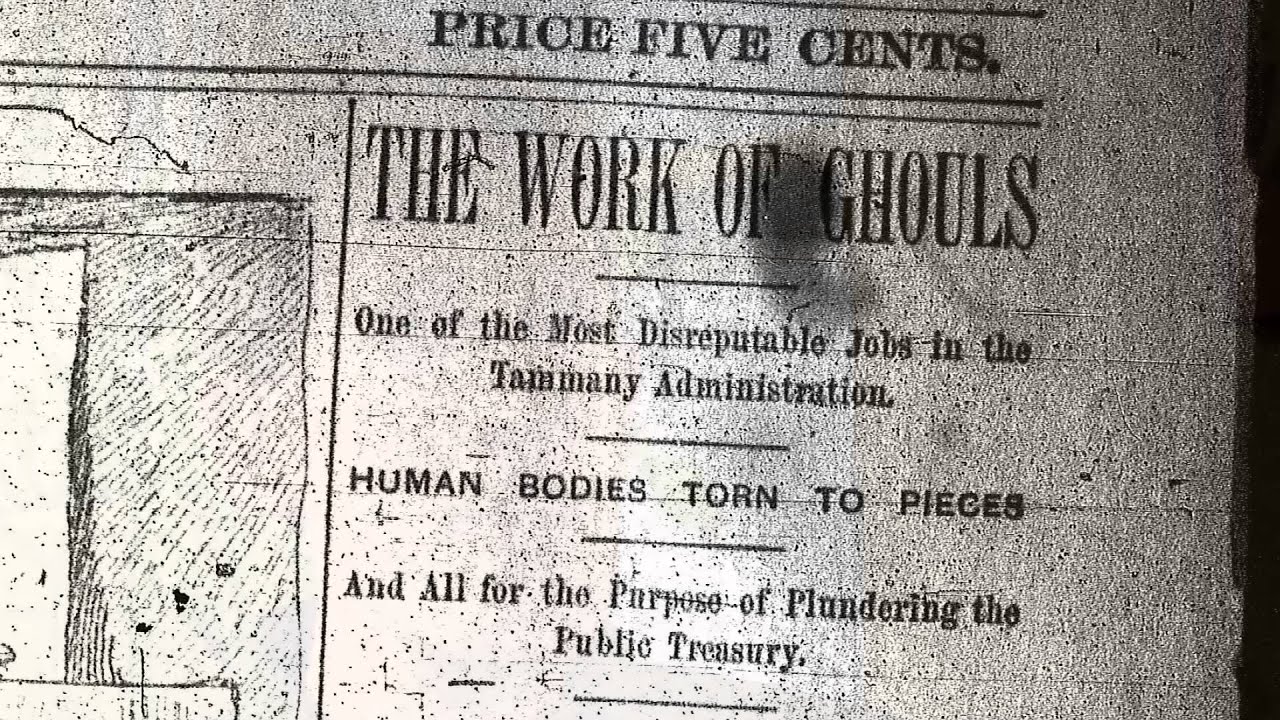 PRICE FIVE CENTS.
THE WORK OF GHOULS
One of the Most Disreputable Jobs in the
Tammany Administration.
HUMAN BODIES TORN TO PIECES
And All for the Purpose of Plundering the
Public Treasury.